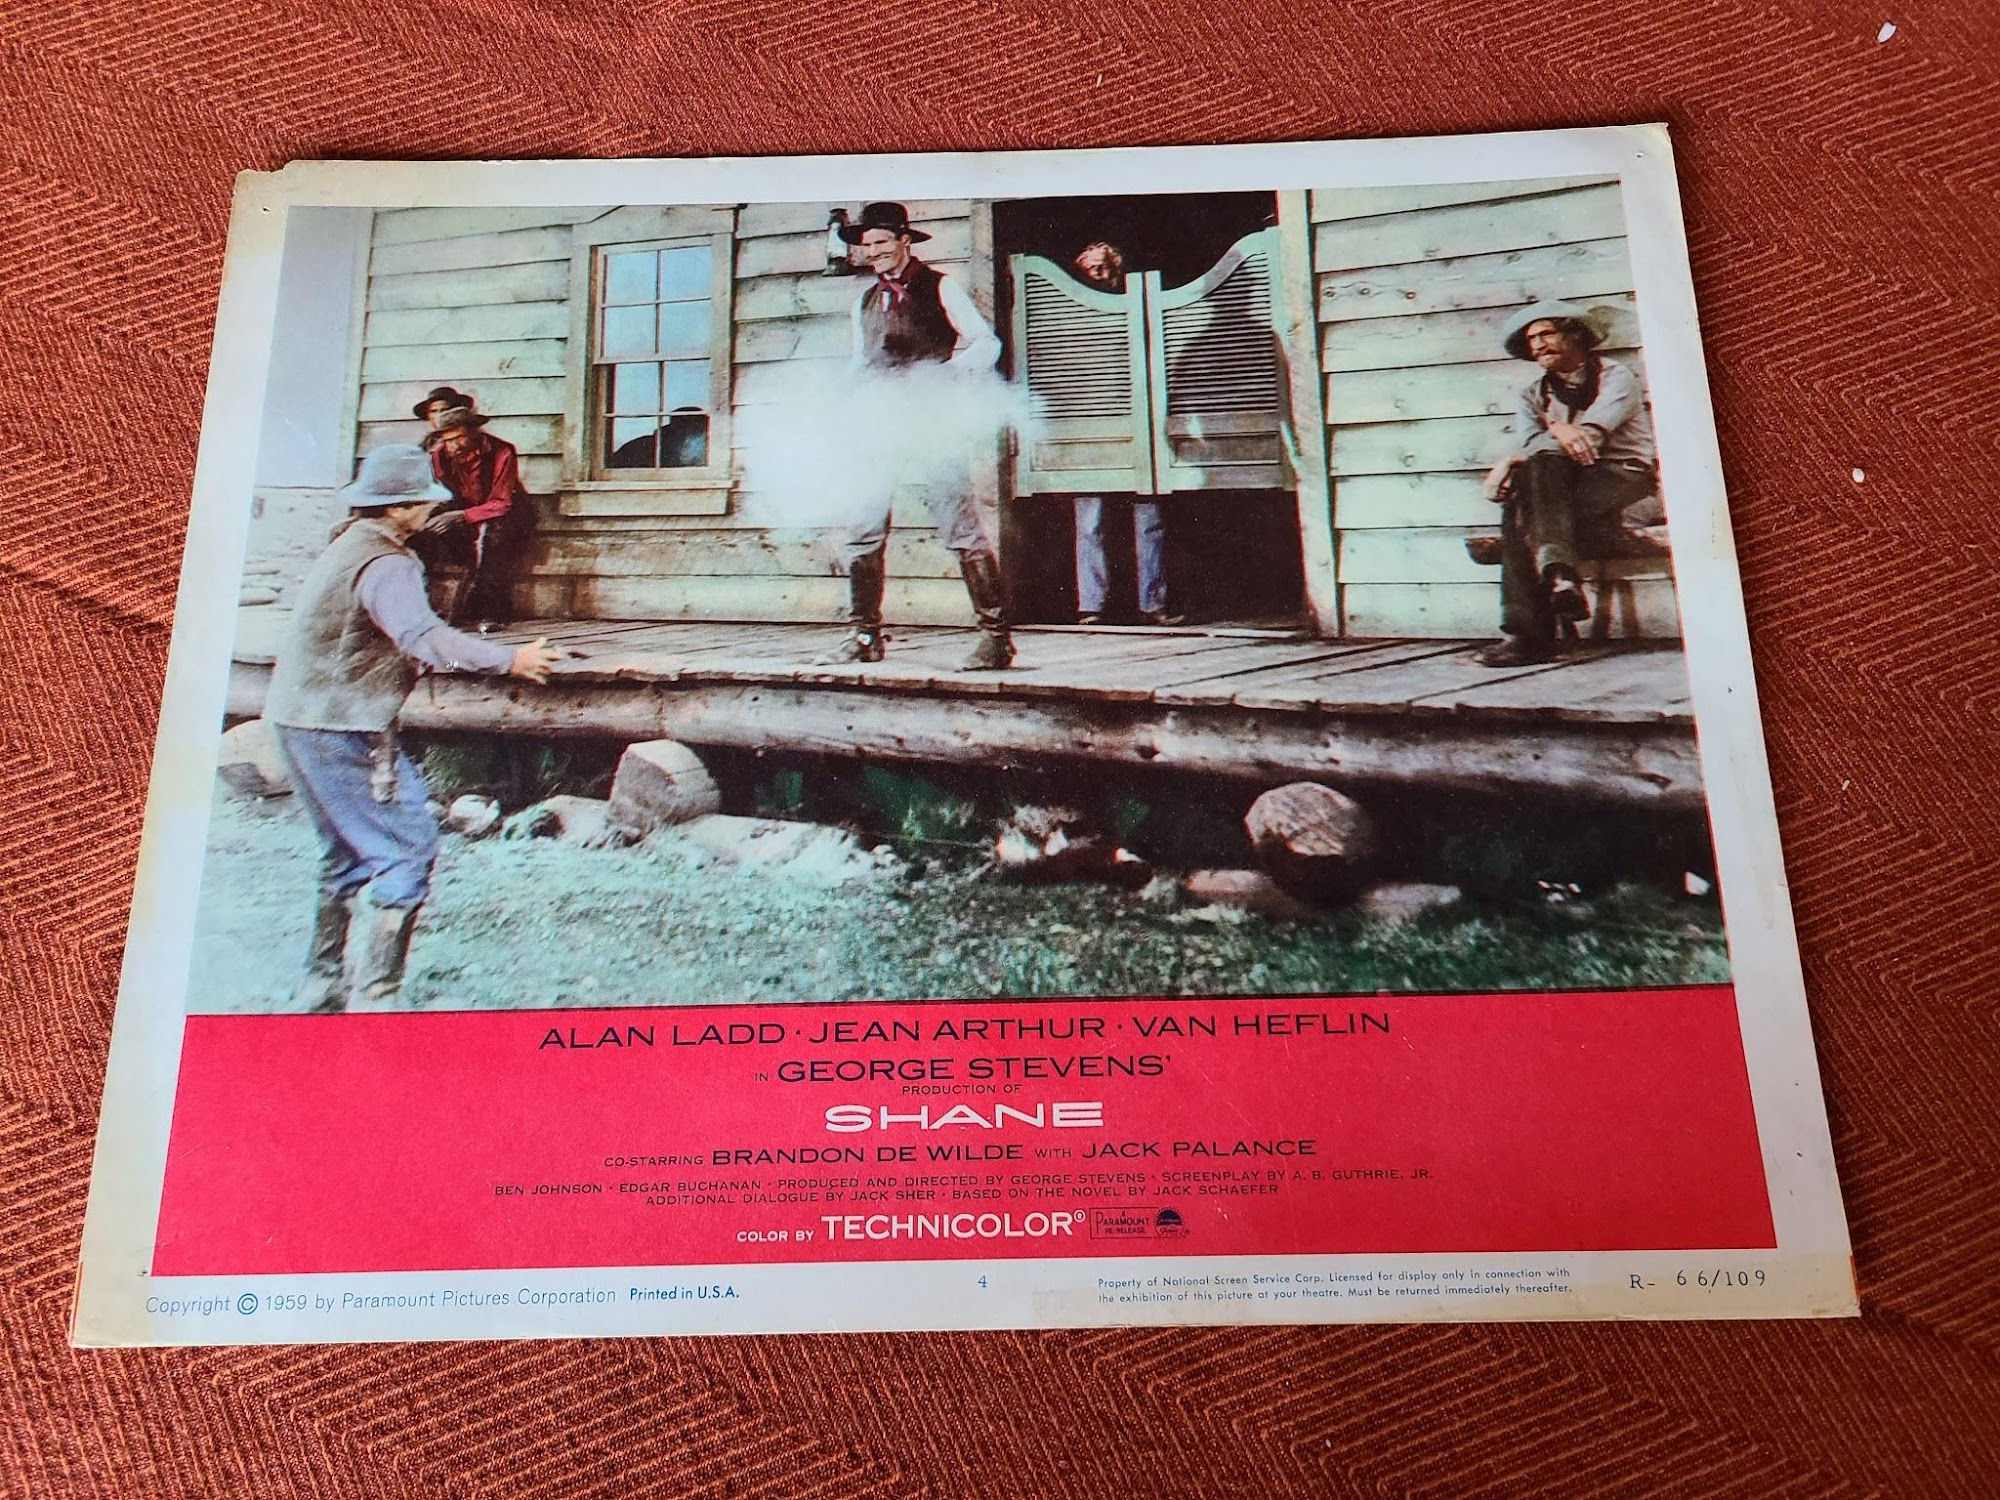 ALAN LADD · JEAN ARTHUR · VAN HEFLIN
IN GEORGE STEVENS'
PRODUCTION OF
SHANE
CO-STARRING BRANDON DE WILDE WITH JACK PALANCE
BEN JOHNSON · EDGAR BUCHANAN · PRODUCED AND DIRECTED BY GEORGE STEVENS · SCREENPLAY BY A. B. GUTHRIE, JR.
ADDITIONAL DIALOGUE BY JACK SHER · BASED ON THE NOVEL BY JACK SCHAEFER
COLOR BY TECHNICOLOR® A PARAMOUNT RE-RELEASE
Copyright © 1959 by Paramount Pictures Corporation Printed in U.S.A.
4
Property of National Screen Service Corp. Licensed for display only in connection with
the exhibition of this picture at your theatre. Must be returned immediately thereafter.
R- 66/109